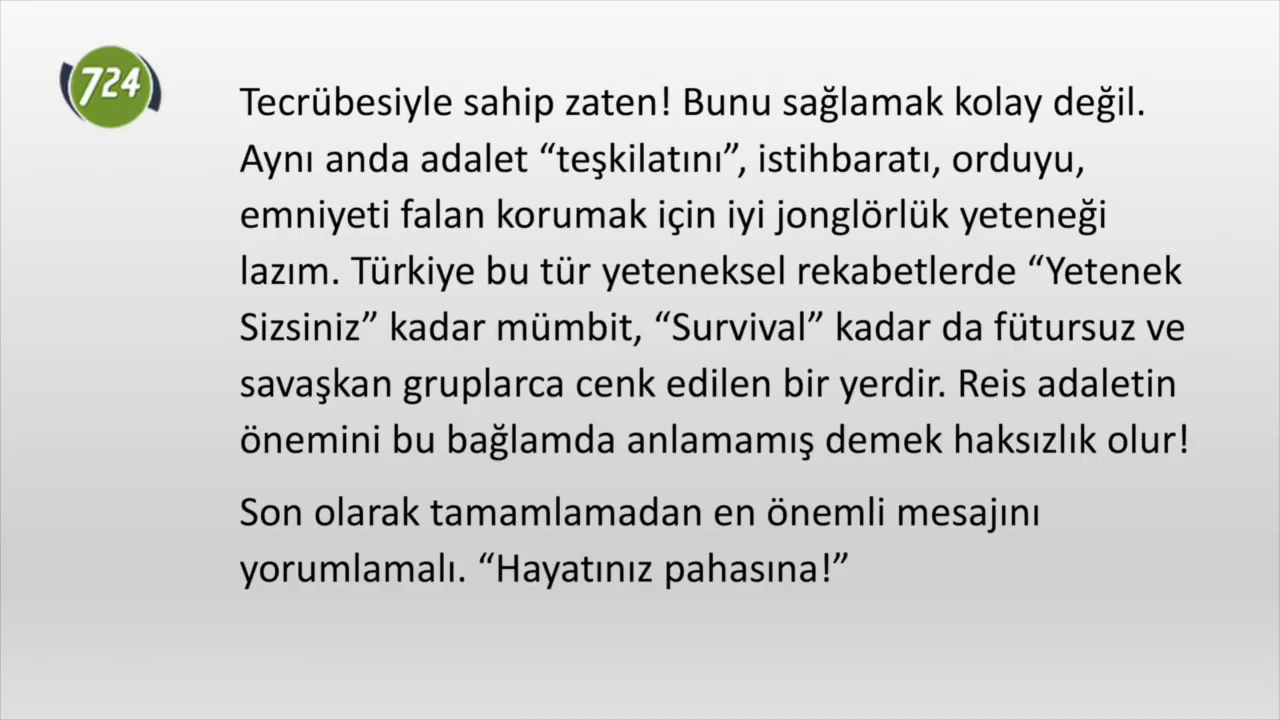 724
Tecrübesiyle sahip zaten! Bunu sağlamak kolay değil.
Aynı anda adalet “teşkilatını”, istihbaratı, orduyu,
emniyeti falan korumak için iyi jonglörlük yeteneği
lazım. Türkiye bu tür yeteneksel rekabetlerde “Yetenek
Sizsiniz” kadar mümbit, “Survival” kadar da fütursuz ve
savaşkan gruplarca cenk edilen bir yerdir. Reis adaletin
önemini bu bağlamda anlamamış demek haksızlık olur!
Son olarak tamamlamadan en önemli mesajını
yorumlamalı. “Hayatınız pahasına!”